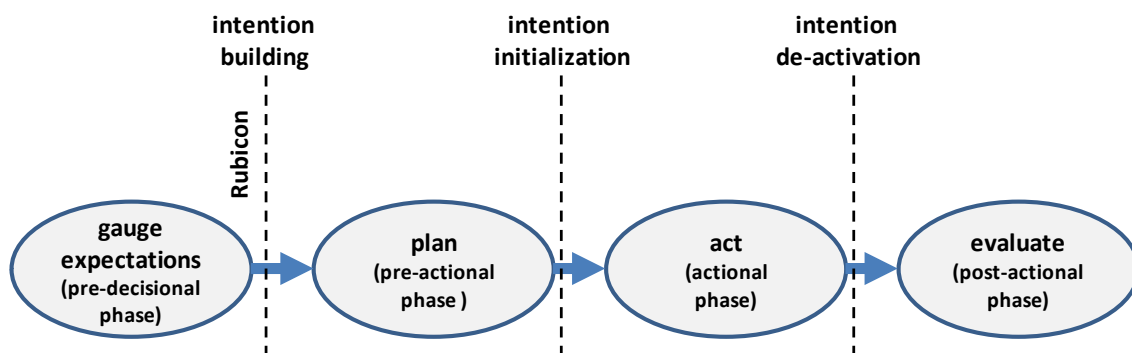 intention
building
intention
initialization
intention
de-activation
Rubicon
gauge
expectations
(pre-decisional
phase)
plan
(pre-actional
phase )
act
(actional
phase)
evaluate
(post-actional
phase)